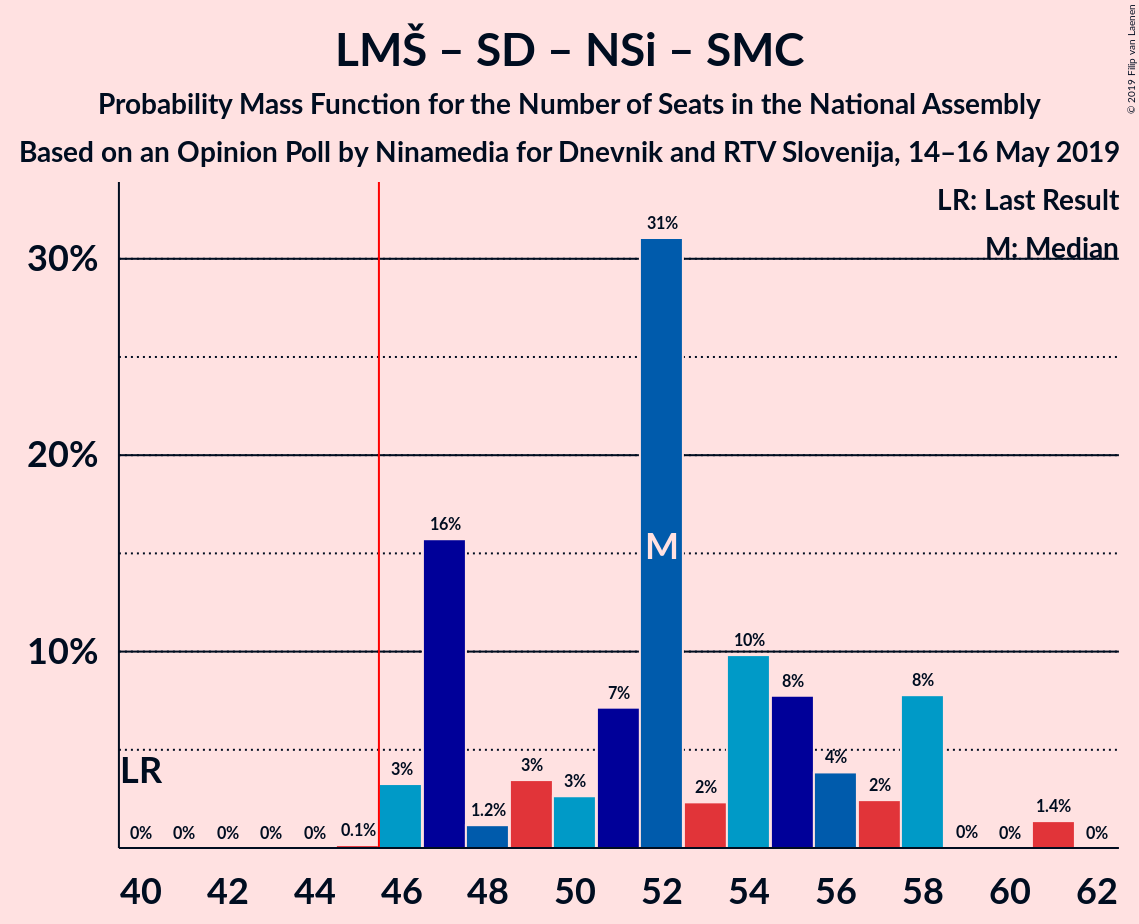 LMŠ – SD – NSi – SMC
Probability Mass Function for the Number of Seats in the National Assembly
Based on an Opinion Poll by Ninamedia for Dnevnik and RTV Slovenija, 14–16 May 2019
© 2019 Filip van Laenen
LR: Last Result
M: Median
30%
20%
10%
LR
M
0%
0%
0%
0%
0%
0.1%
3%
16%
1.2%
3%
3%
7%
31%
2%
10%
8%
4%
2%
8%
0%
0%
1.4%
0%
40 42 44 46 48 50 52 54 56 58 60 62